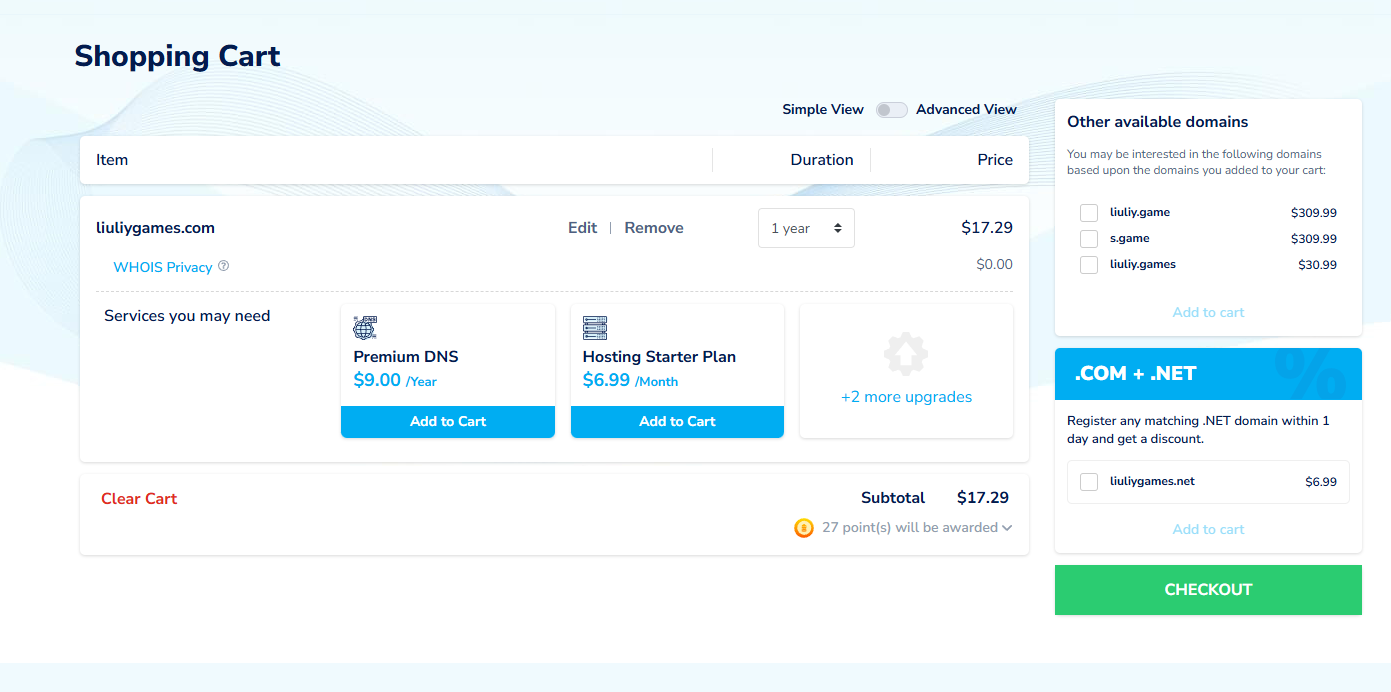 Shopping Cart
Simple View Advanced View
Item Duration Price
liuliygames.com Edit | Remove 1 year $17.29
WHOIS Privacy $0.00
Services you may need
DNS
Premium DNS
$9.00 /Year
Add to Cart
Hosting Starter Plan
$6.99 /Month
Add to Cart
+2 more upgrades
Clear Cart
Subtotal $17.29
27 point(s) will be awarded
Other available domains
You may be interested in the following domains
based upon the domains you added to your cart:
liuliy.game $309.99
s.game $309.99
liuliy.games $30.99
Add to cart
.COM + .NET
%
Register any matching .NET domain within 1
day and get a discount.
liuliygames.net $6.99
Add to cart
CHECKOUT